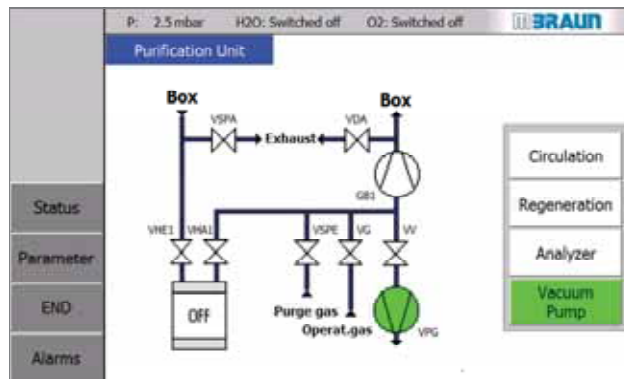 P: 2.5 mbar H2O: Switched off O2: Switched off MBRAUN
Purification Unit
Box Box
VSPA VDA
Exhaust
Circulation
GB1
Status
Regeneration
VHE1 VHA1 VSPE VG VV
Parameter
Analyzer
END
OFF
Purge gas
Vacuum
Pump
Operat.gas
VPG
Alarms